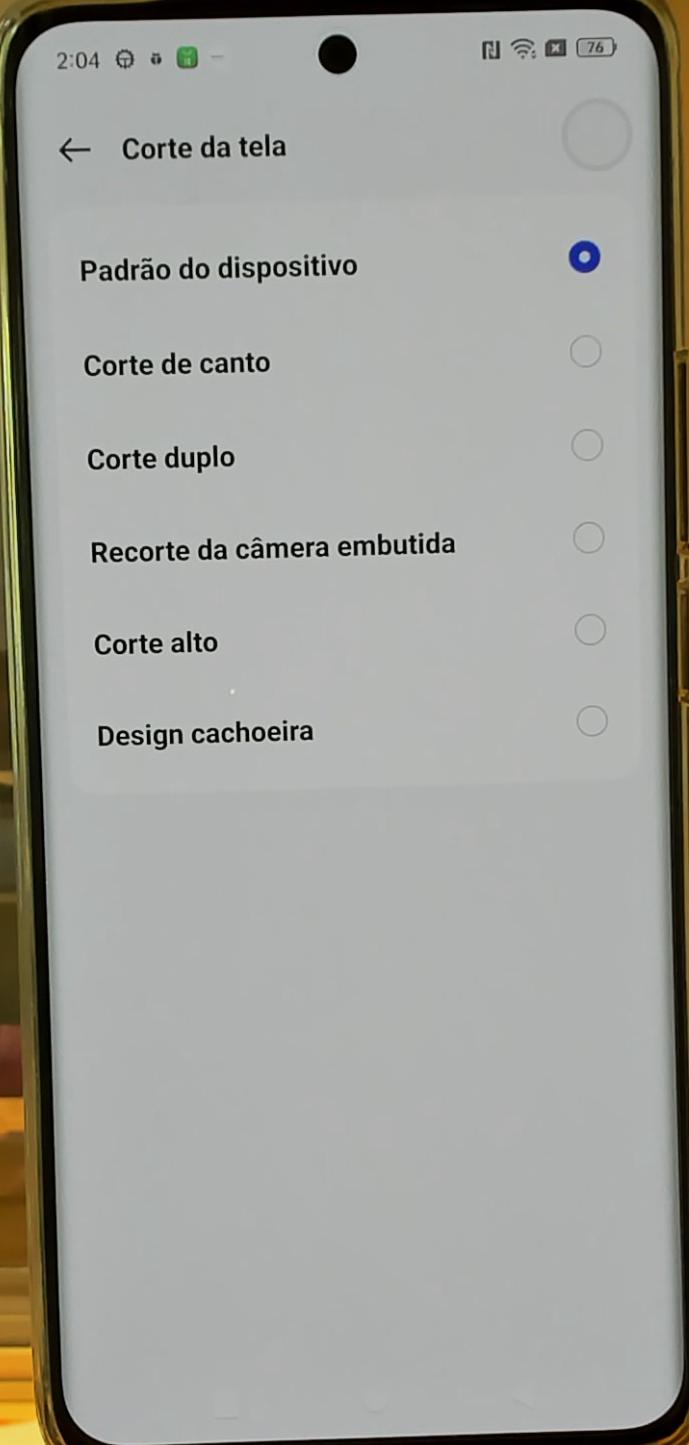 2:04
76
Corte da tela
Padrão do dispositivo
Corte de canto
Corte duplo
Recorte da câmera embutida
Corte alto
Design cachoeira